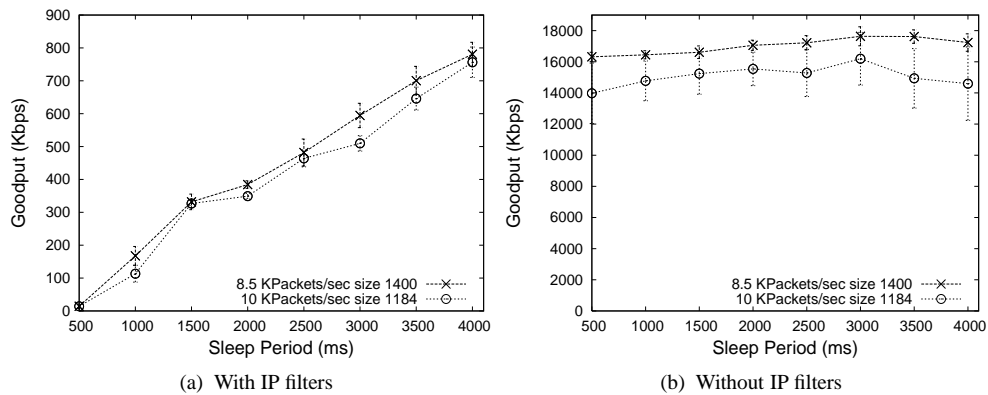 900
800
700
600
500
400
300
200
100
0
Goodput (Kbps)
8.5 KPackets/sec size 1400
10 KPackets/sec size 1184
500 1000 1500 2000 2500 3000 3500 4000
Sleep Period (ms)
(a) With IP filters
18000
16000
14000
12000
10000
8000
6000
4000
2000
0
Goodput (Kbps)
8.5 KPackets/sec size 1400
10 KPackets/sec size 1184
500 1000 1500 2000 2500 3000 3500 4000
Sleep Period (ms)
(b) Without IP filters